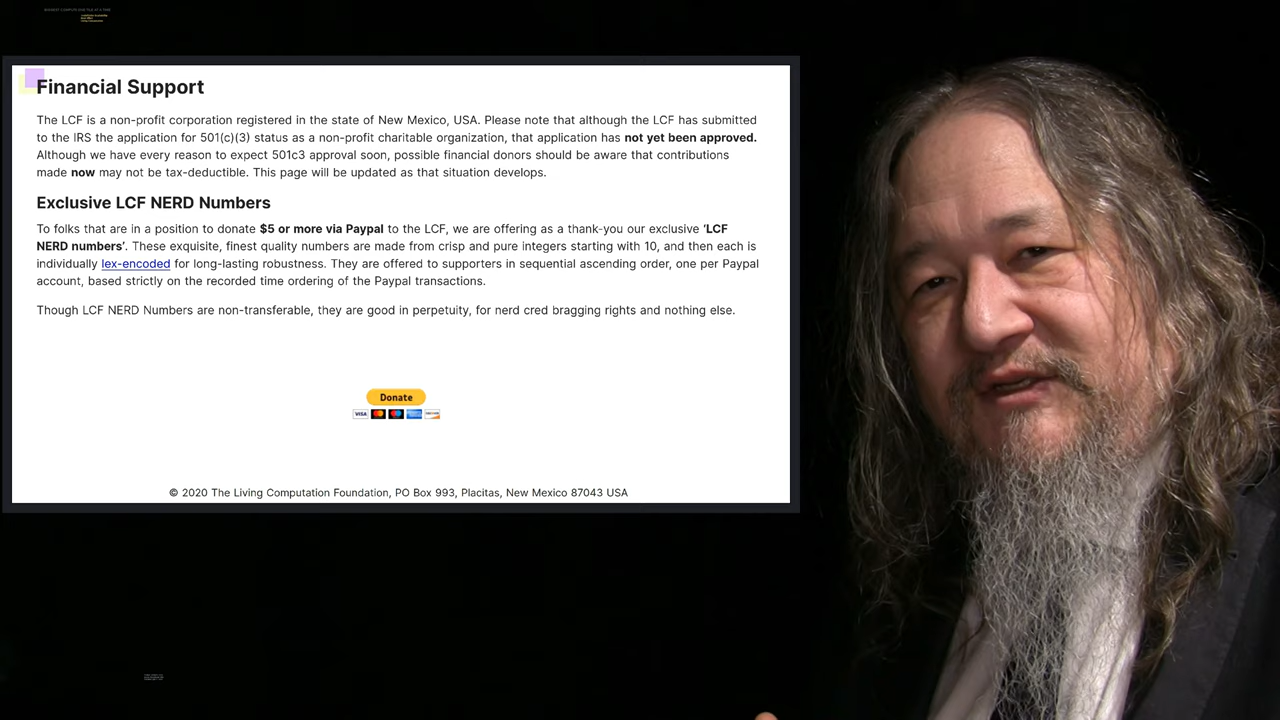 Financial Support
The LCF is a non-profit corporation registered in the state of New Mexico, USA. Please note that although the LCF has submitted
to the IRS the application for 501(c)(3) status as a non-profit charitable organization, that application has not yet been approved.
Although we have every reason to expect 501c3 approval soon, possible financial donors should be aware that contributions
made now may not be tax-deductible. This page will be updated as that situation develops.
Exclusive LCF NERD Numbers
To folks that are in a position to donate $5 or more via Paypal to the LCF, we are offering as a thank-you our exclusive 'LCF
NERD numbers'. These exquisite, finest quality numbers are made from crisp and pure integers starting with 10, and then each is
individually lex-encoded for long-lasting robustness. They are offered to supporters in sequential ascending order, one per Paypal
account, based strictly on the recorded time ordering of the Paypal transactions.
Though LCF NERD Numbers are non-transferable, they are good in perpetuity, for nerd cred bragging rights and nothing else.
Donate
VISA
© 2020 The Living Computation Foundation, PO Box 993, Placitas, New Mexico 87043 USA